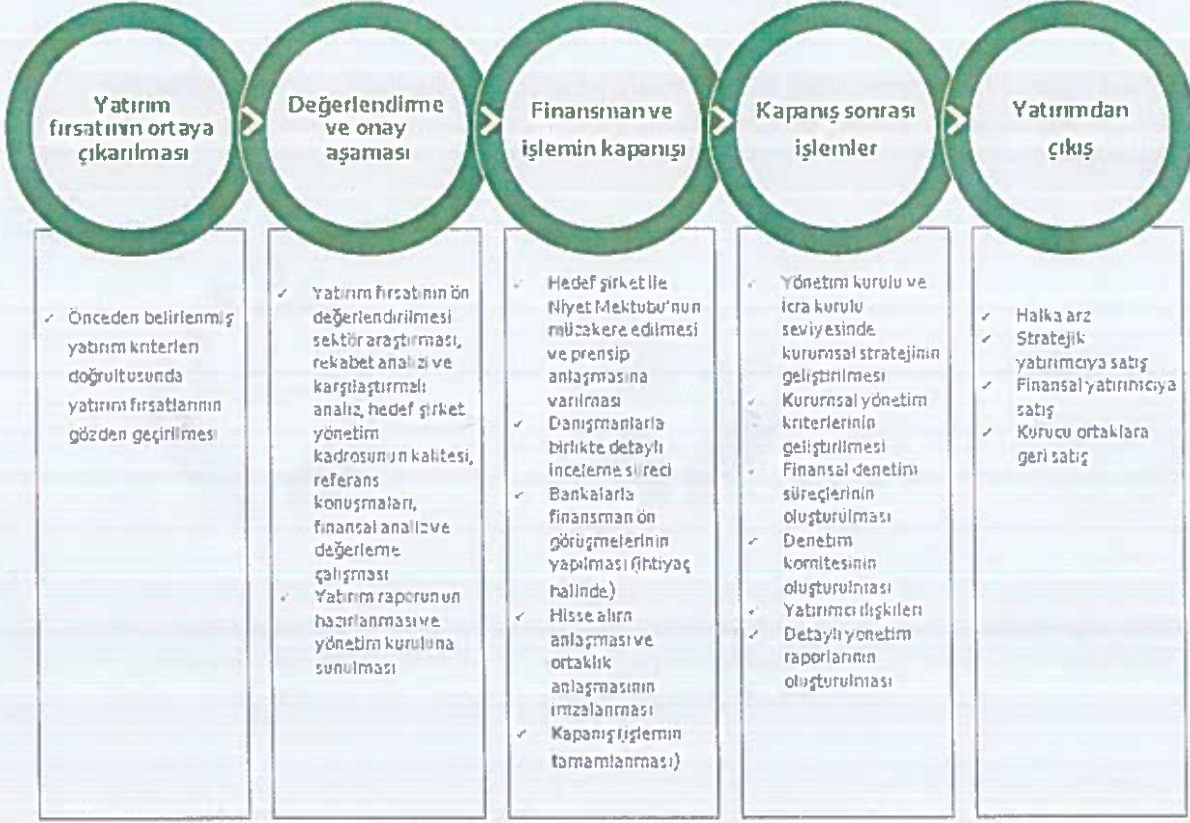 Yatırım
fırsatının ortaya
çıkarılması
Değerlendirme
ve onay
aşaması
Finansman ve
işlemin kapanışı
Kapanış sonrası
işlemler
Yatırımdan
çıkış
✓ Önceden belirlenmiş
yatırım kriterleri
doğrultusunda
yatırım fırsatlarının
gözden geçirilmesi
✓ Yatırım fırsatının ön
değerlendirilmesi
sektör araştırması,
rekabet analizi ve
karşılaştırmalı
analiz, hedef şirket
yönetim
kadrosunun kalitesi,
referans
konuşmaları,
finansal analiz ve
değerleme
çalışması
✓ Yatırım raporunun
hazırlanması ve
yönetim kuruluna
sunulması
✓ Hedef şirket ile
Niyet Mektubu'nun
müzakere edilmesi
ve prensip
anlaşmasına
varılması
✓ Danışmanlarla
birlikte detaylı
inceleme süreci
✓ Bankalarla
finansman ön
görüşmelerinin
yapılması (ihtiyaç
halinde)
✓ Hisse alım
anlaşması ve
ortaklık
anlaşmasının
imzalanması
✓ Kapanış (işlemin
tamamlanması)
✓ Yönetim kurulu ve
icra kurulu
seviyesinde
kurumsal stratejinin
geliştirilmesi
✓ Kurumsal yönetim
kriterlerinin
geliştirilmesi
✓ Finansal denetim
süreçlerinin
oluşturulması
✓ Denetim
komitesinin
oluşturulması
✓ Yatırımcı ilişkileri
✓ Detaylı yönetim
raporlarının
oluşturulması
✓ Halka arz
✓ Stratejik
yatırımcıya satış
✓ Finansal yatırımcıya
satış
✓ Kurucu ortaklara
geri satış